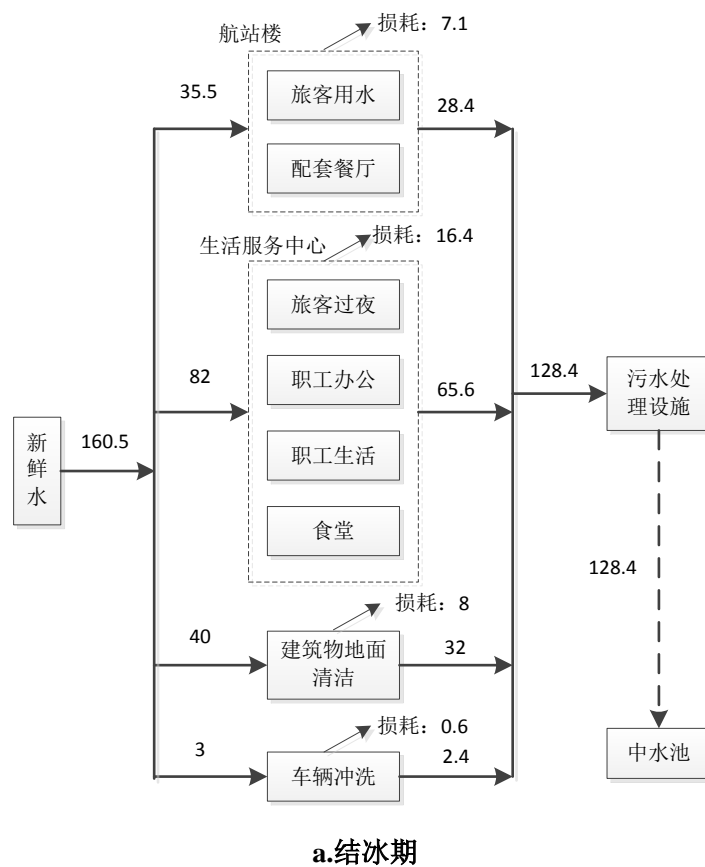 航站楼
损耗：7.1
35.5
旅客用水
28.4
配套餐厅
生活服务中心
损耗：16.4
旅客过夜
82
职工办公
65.6
128.4
污水处
理设施
新
鲜
水
160.5
职工生活
食堂
128.4
损耗：8
40
建筑物地面
清洁
32
损耗：0.6
3
车辆冲洗
2.4
中水池
a.结冰期